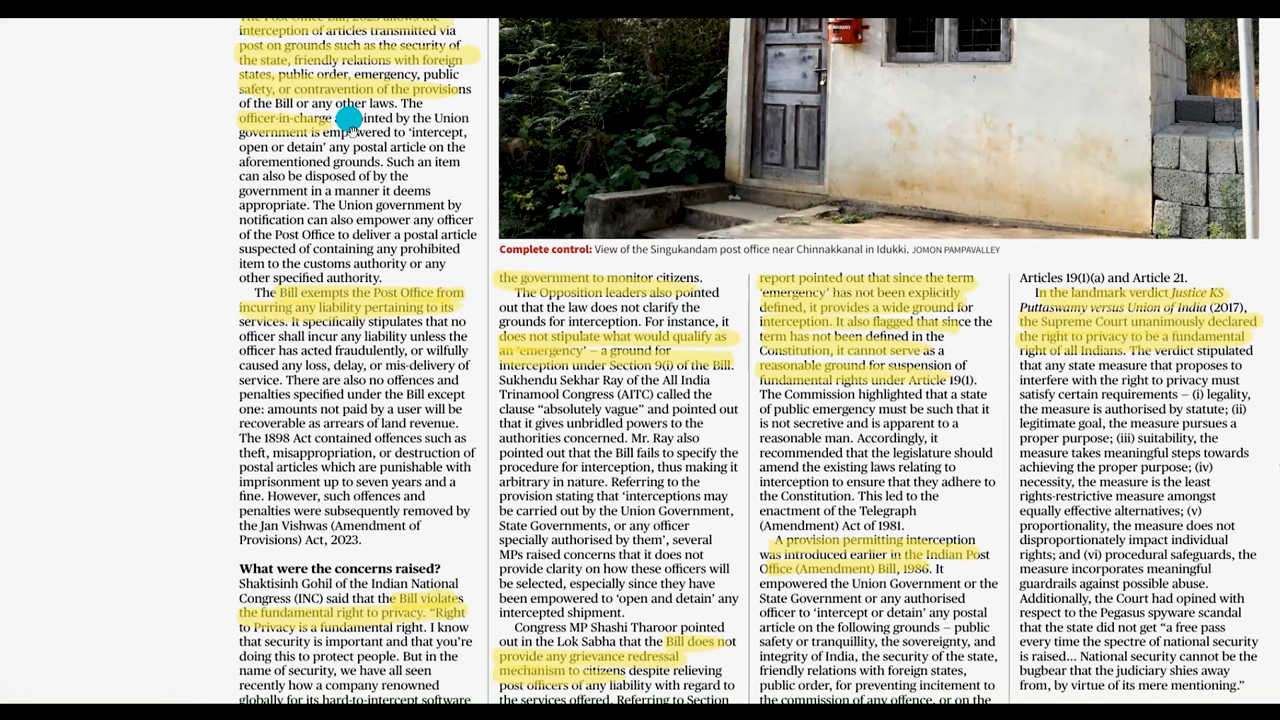 The Post Office Bill, 2023 allows the
interception of articles transmitted via
post on grounds such as the security of
the state, friendly relations with foreign
states, public order, emergency, public
safety, or contravention of the provisions
of the Bill or any other laws. The
officer-in-charge inted by the Union
government is empowered to ‘intercept,
open or detain’ any postal article on the
aforementioned grounds. Such an item
can also be disposed of by the
government in a manner it deems
appropriate. The Union government by
notification can also empower any officer
of the Post Office to deliver a postal article
suspected of containing any prohibited
item to the customs authority or any
other specified authority.
The Bill exempts the Post Office from
incurring any liability pertaining to its
services. It specifically stipulates that no
officer shall incur any liability unless the
officer has acted fraudulently, or wilfully
caused any loss, delay, or mis-delivery of
service. There are also no offences and
penalties specified under the Bill except
one: amounts not paid by a user will be
recoverable as arrears of land revenue.
The 1898 Act contained offences such as
theft, misappropriation, or destruction of
postal articles which are punishable with
imprisonment up to seven years and a
fine. However, such offences and
penalties were subsequently removed by
the Jan Vishwas (Amendment of
Provisions) Act, 2023.
What were the concerns raised?
Shaktisinh Gohil of the Indian National
Congress (INC) said that the Bill violates
the fundamental right to privacy. “Right
to Privacy is a fundamental right. I know
that security is important and that you’re
doing this to protect people. But in the
name of security, we have all seen
recently how a company renowned
globally for its hard-to-intercept software
Complete control: View of the Singukandam post office near Chinnakkanal in Idukki. JOMON PAMPAVALLEY
the government to monitor citizens.
The Opposition leaders also pointed
out that the law does not clarify the
grounds for interception. For instance, it
does not stipulate what would qualify as
an ‘emergency’ – a ground for
interception under Section 9(i) of the Bill.
Sukhendu Sekhar Ray of the All India
Trinamool Congress (AITC) called the
clause “absolutely vague” and pointed out
that it gives unbridled powers to the
authorities concerned. Mr. Ray also
pointed out that the Bill fails to specify the
procedure for interception, thus making it
arbitrary in nature. Referring to the
provision stating that ‘interceptions may
be carried out by the Union Government,
State Governments, or any officer
specially authorised by them’, several
MPs raised concerns that it does not
provide clarity on how these officers will
be selected, especially since they have
been empowered to ‘open and detain’ any
intercepted shipment.
Congress MP Shashi Tharoor pointed
out in the Lok Sabha that the Bill does not
provide any grievance redressal
mechanism to citizens despite relieving
post officers of any liability with regard to
the services offered. Referring to Section
report pointed out that since the term
‘emergency’ has not been explicitly
defined, it provides a wide ground for
interception. It also flagged that since the
term has not been defined in the
Constitution, it cannot serve as a
reasonable ground for suspension of
fundamental rights under Article 19(1).
The Commission highlighted that a state
of public emergency must be such that it
is not secretive and is apparent to a
reasonable man. Accordingly, it
recommended that the legislature should
amend the existing laws relating to
interception to ensure that they adhere to
the Constitution. This led to the
enactment of the Telegraph
(Amendment) Act of 1981.
A provision permitting interception
was introduced earlier in the Indian Post
Office (Amendment) Bill, 1986. It
empowered the Union Government or the
State Government or any authorised
officer to ‘intercept or detain’ any postal
article on the following grounds – public
safety or tranquillity, the sovereignty, and
integrity of India, the security of the state,
friendly relations with foreign states,
public order, for preventing incitement to
the commission of any offence, or on the
Articles 19(1)(a) and Article 21.
In the landmark verdict Justice KS
Puttaswamy versus Union of India (2017),
the Supreme Court unanimously declared
the right to privacy to be a fundamental
right of all Indians. The verdict stipulated
that any state measure that proposes to
interfere with the right to privacy must
satisfy certain requirements – (i) legality,
the measure is authorised by statute; (ii)
legitimate goal, the measure pursues a
proper purpose; (iii) suitability, the
measure takes meaningful steps towards
achieving the proper purpose; (iv)
necessity, the measure is the least
rights-restrictive measure amongst
equally effective alternatives; (v)
proportionality, the measure does not
disproportionately impact individual
rights; and (vi) procedural safeguards, the
measure incorporates meaningful
guardrails against possible abuse.
Additionally, the Court had opined with
respect to the Pegasus spyware scandal
that the state did not get “a free pass
every time the spectre of national security
is raised... National security cannot be the
bugbear that the judiciary shies away
from, by virtue of its mere mentioning.”